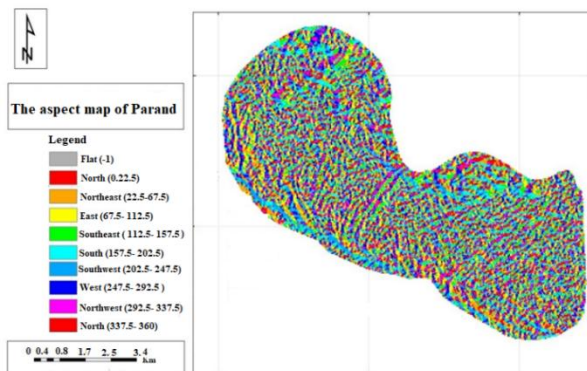 N
The aspect map of Parand
Legend
Flat (-1)
North (0.22.5)
Northeast (22.5-67.5)
East (67.5- 112.5)
Southeast ( 112.5- 157.5)
South (157.5- 202.5)
Southwest (202.5- 247.5)
West (247.5- 292.5 )
Northwest (292.5- 337.5)
North (337.5- 360)
0 0.4 0.8 1.7 2.5 3.4
km